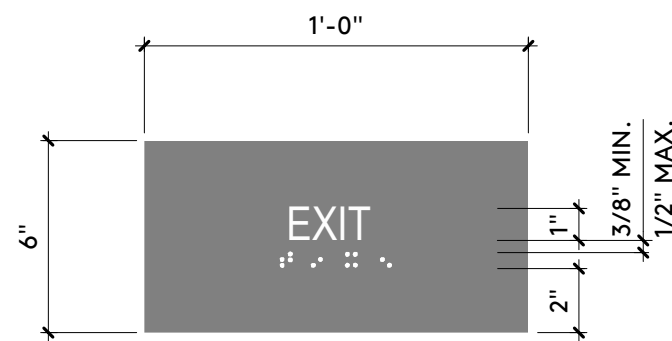 1'-0"
6"
EXIT
⠞⠊⠭⠑
1"
3/8" MIN.
1/2" MAX.
2"